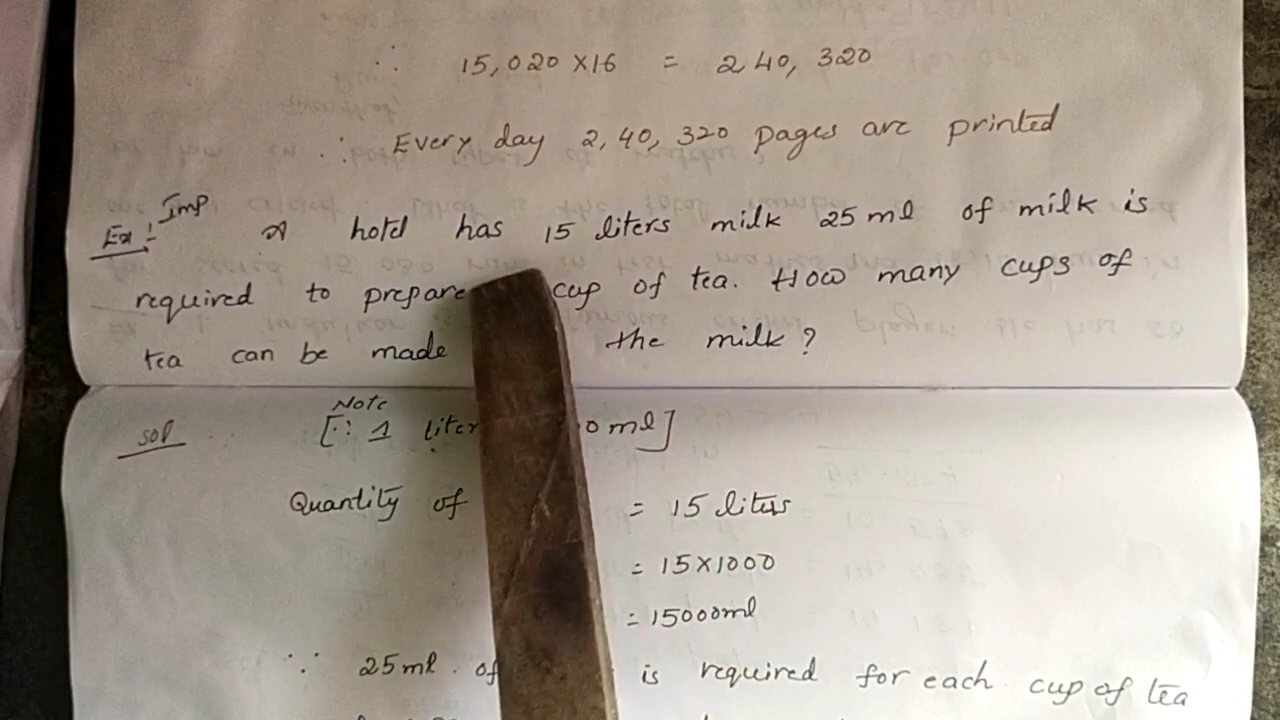 ∴ 15,020 ×16 = 2,40,320
∴ Every day 2,40,320 pages are printed
Imp
Ex :- A hotel has 15 liters milk 25 ml of milk is
required to prepare cup of tea. How many cups of
tea can be made the milk ?
Note
sol [∵ 1 liter 0 ml]
Quantity of = 15 liters
= 15×1000
= 15000ml
∵ 25 ml. of is required for each cup of tea